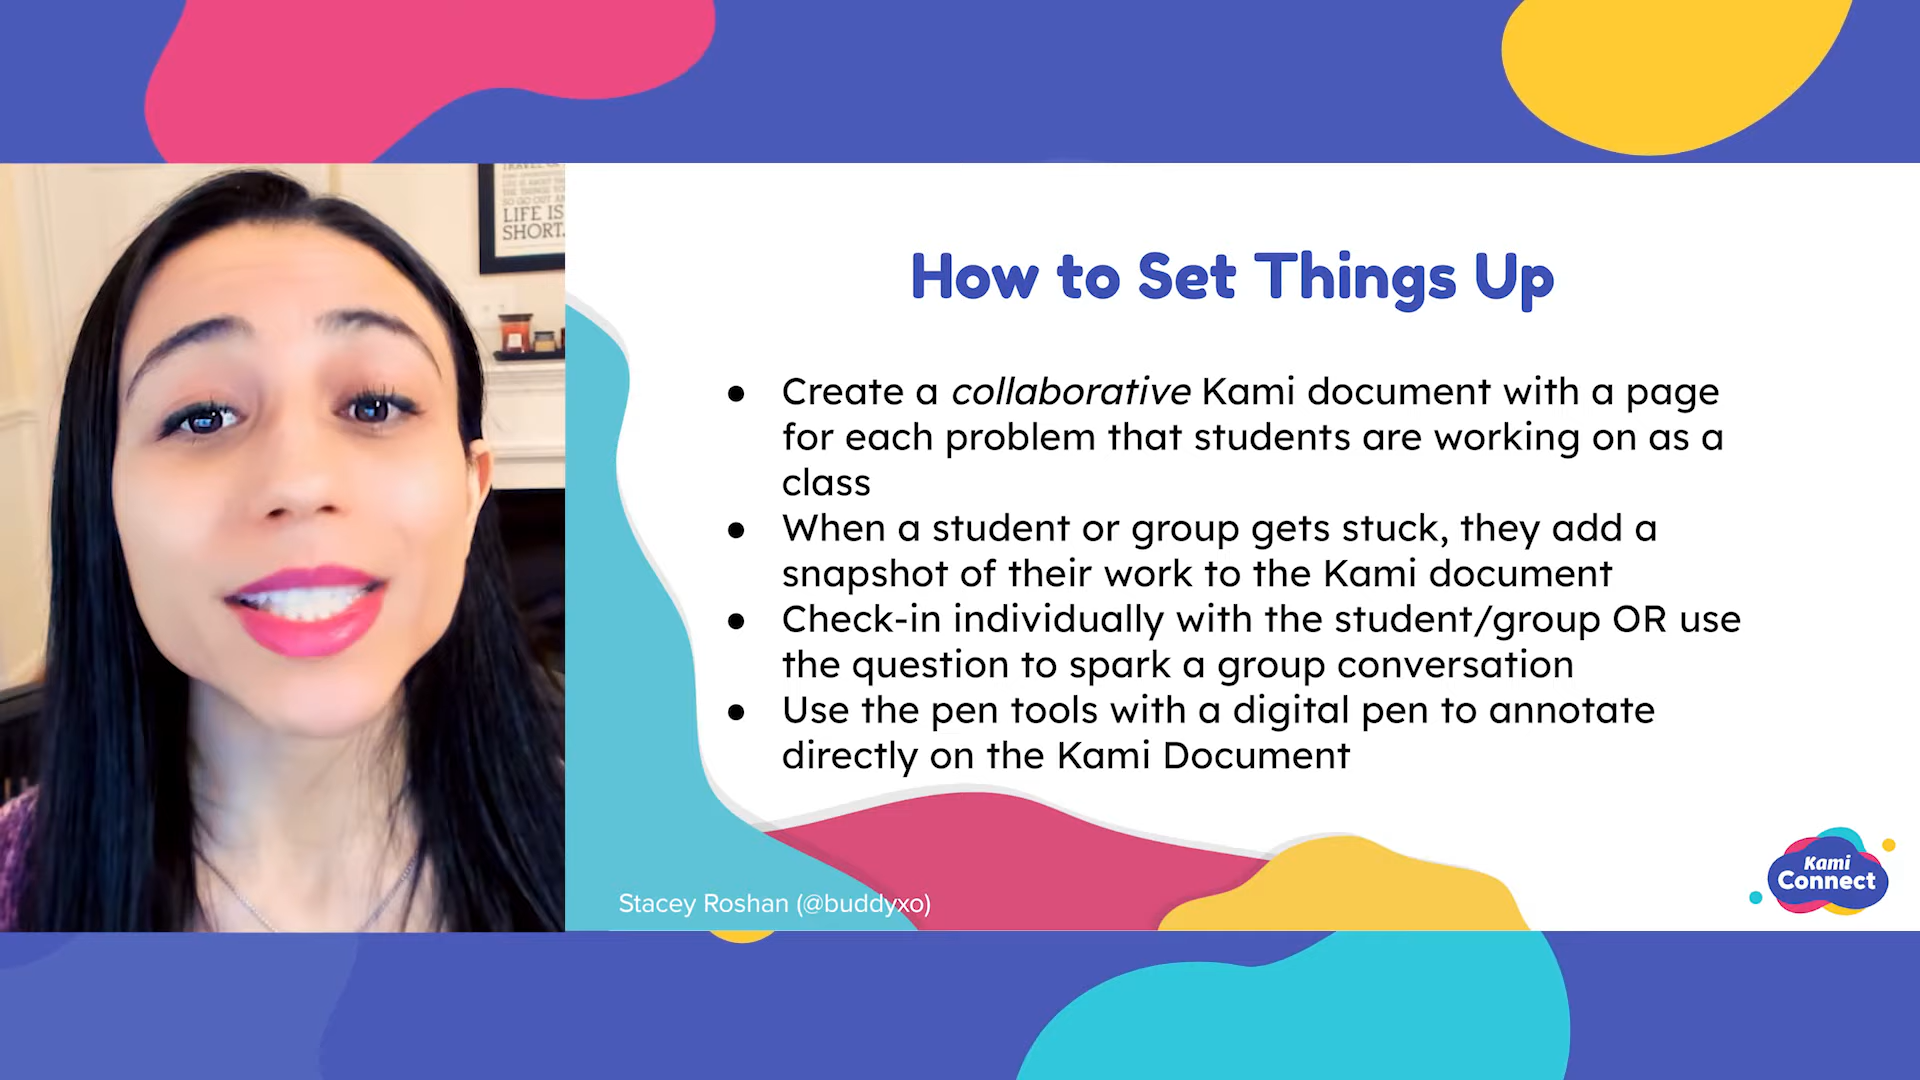 LIFE IS
SHORT.
How to Set Things Up
● Create a collaborative Kami document with a page
for each problem that students are working on as a
class
● When a student or group gets stuck, they add a
snapshot of their work to the Kami document
● Check-in individually with the student/group OR use
the question to spark a group conversation
● Use the pen tools with a digital pen to annotate
directly on the Kami Document
Stacey Roshan (@buddyxo)
Kami
Connect